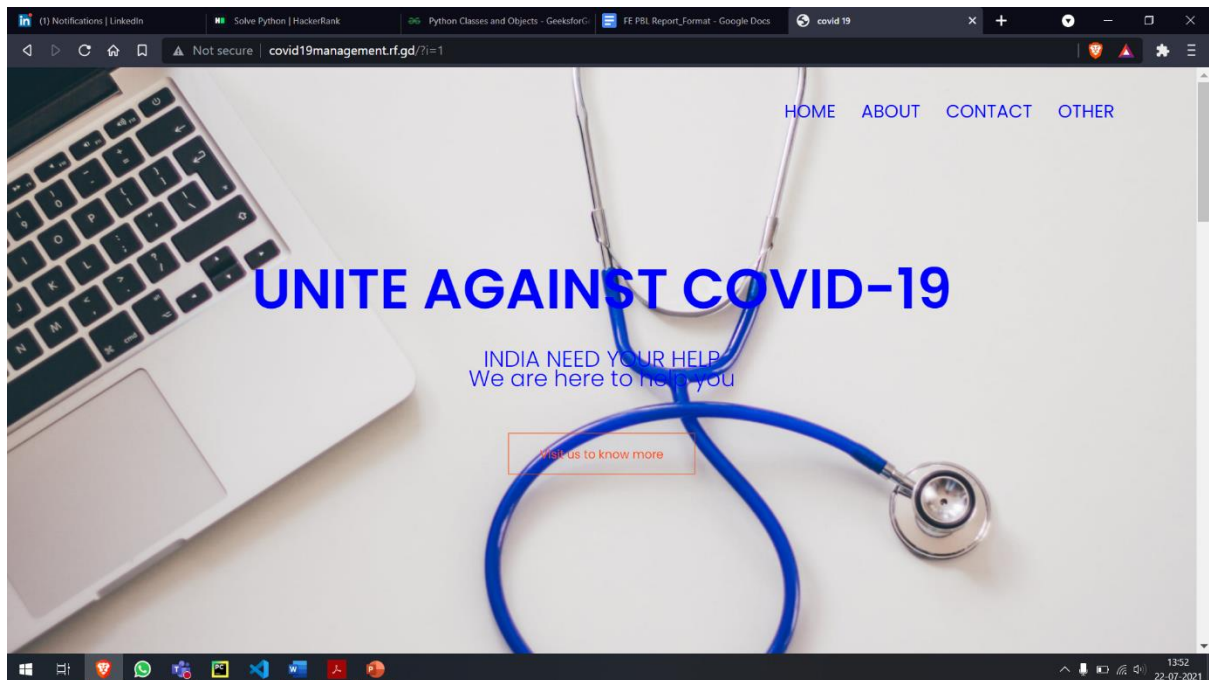 (1) Notifications | LinkedIn
Solve Python | HackerRank
Python Classes and Objects - GeeksforG
FE PBL Report_Format - Google Docs
covid 19
Not secure | covid19management.rf.gd/?i=1
HOME ABOUT CONTACT OTHER
UNITE AGAINST COVID-19
INDIA NEED YOUR HELP
We are here to help you
Visit us to know more
13:52
22-07-2021